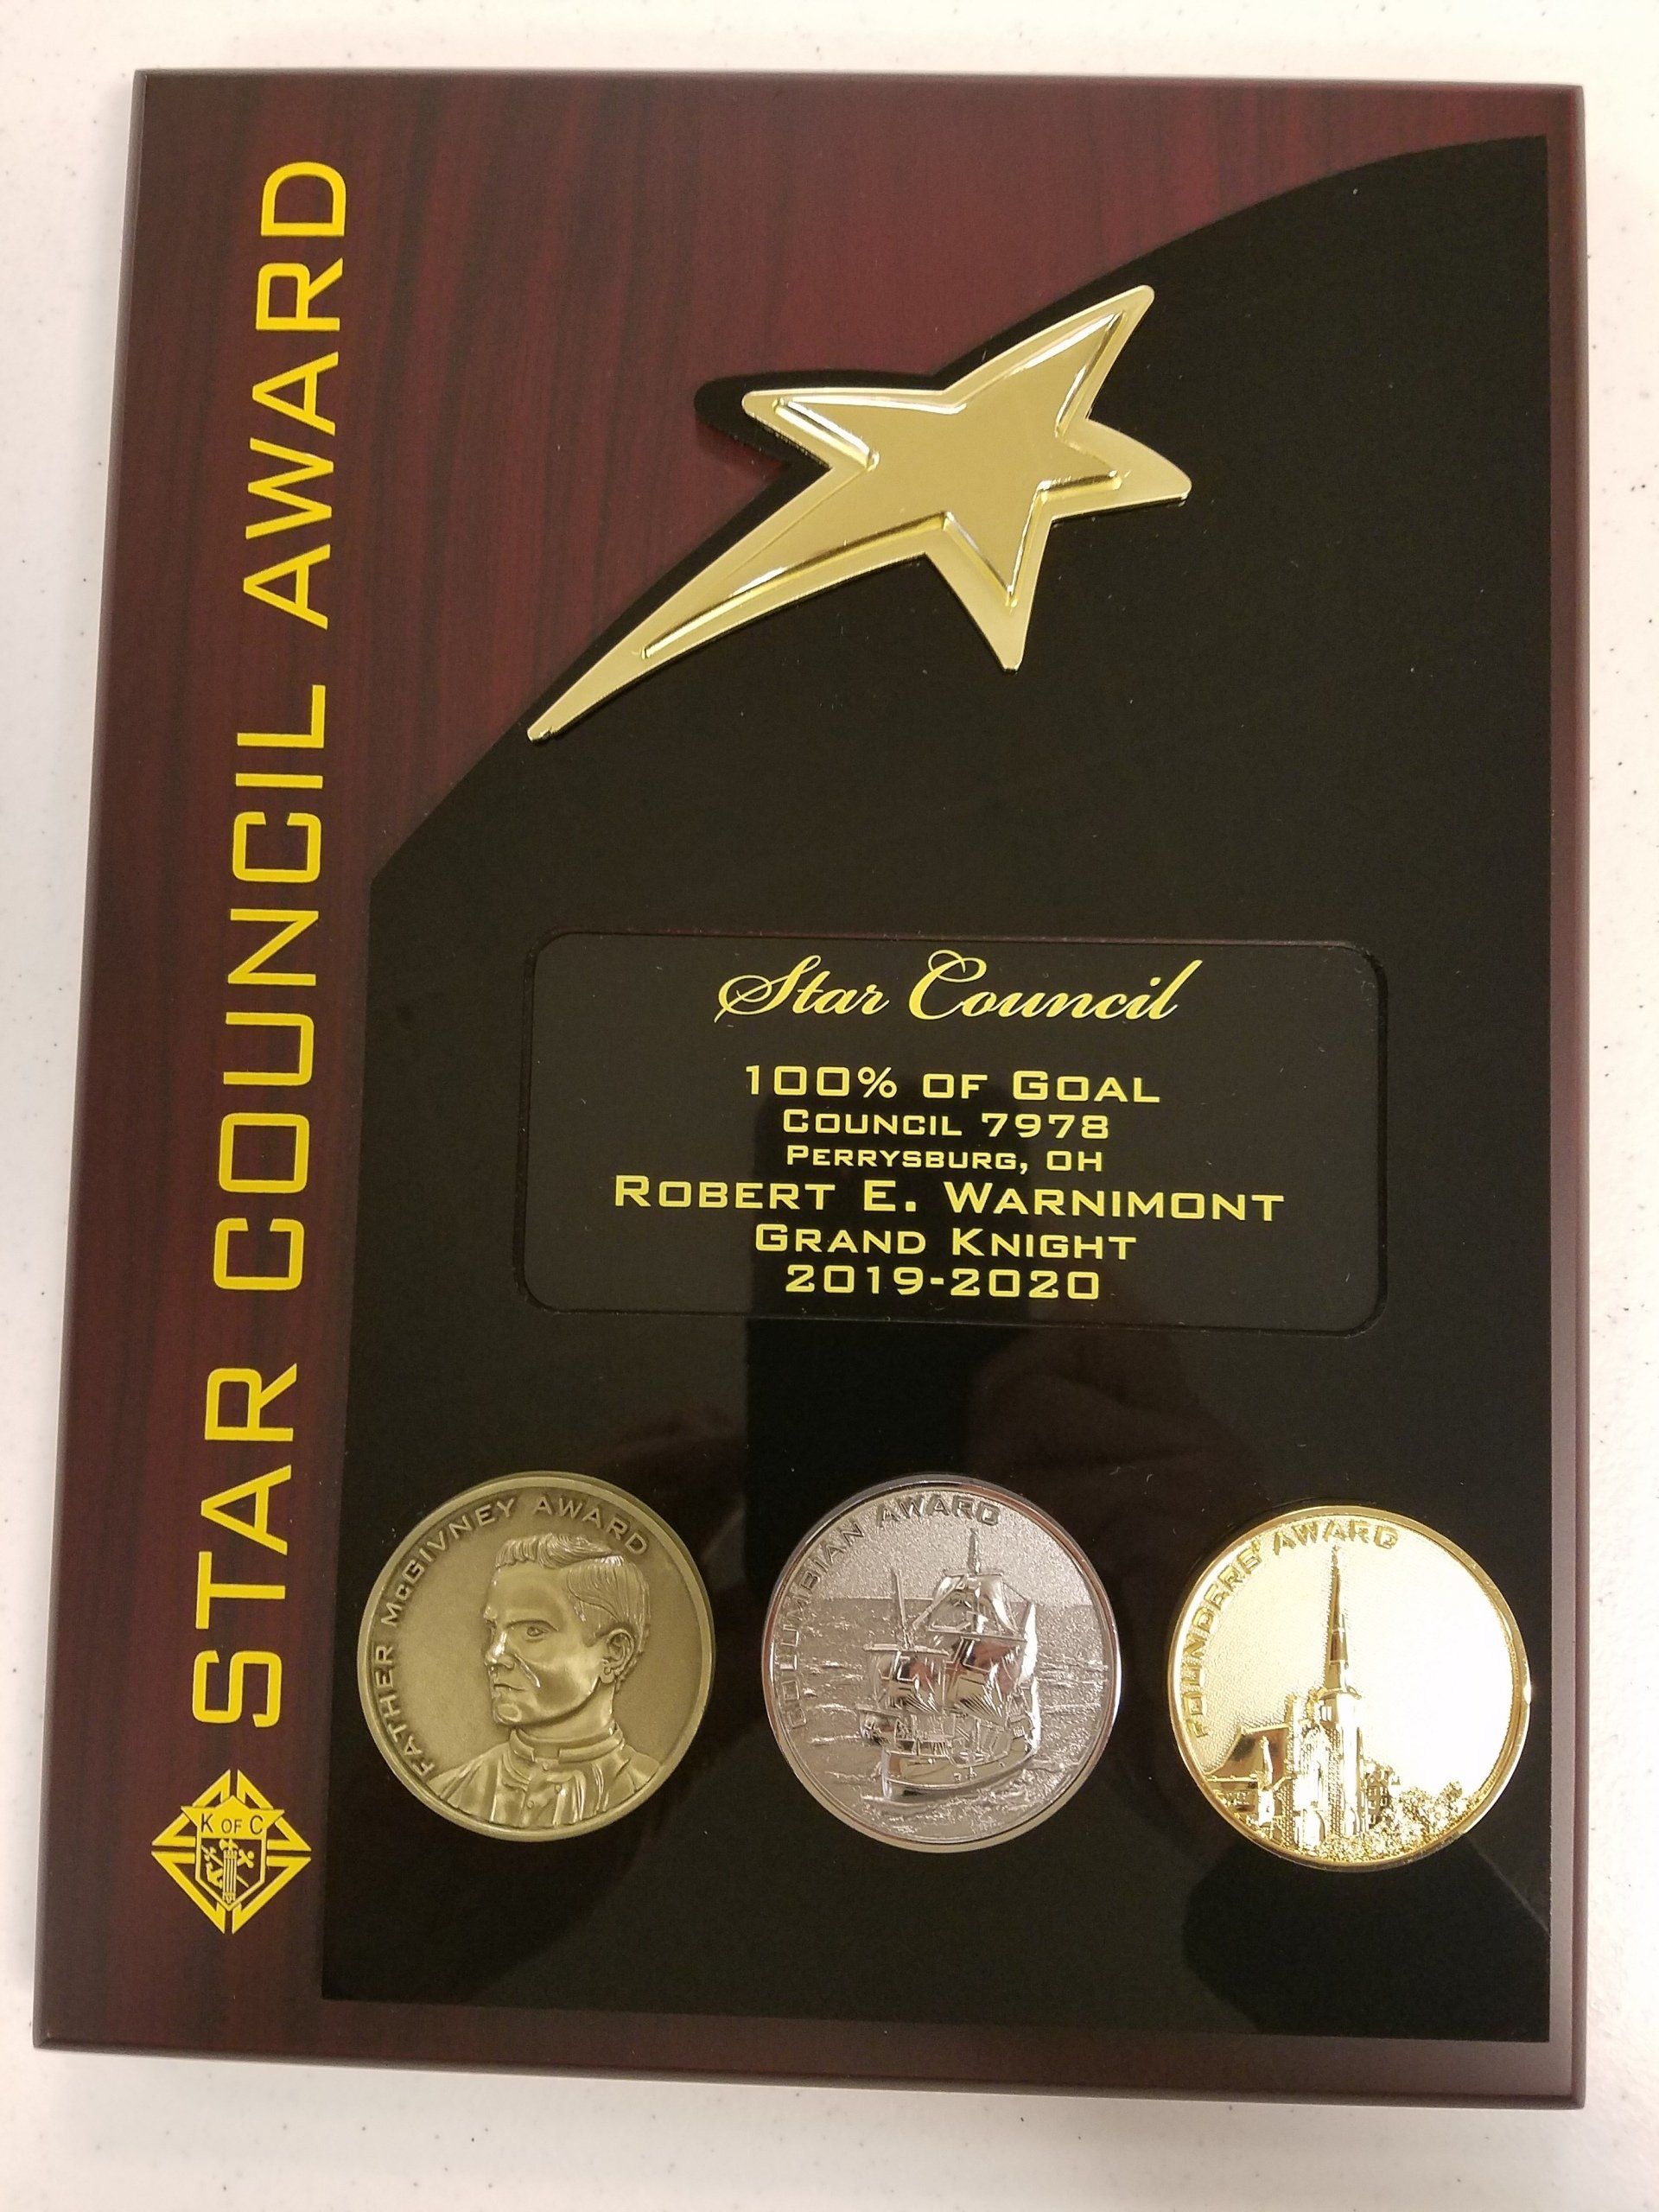 STAR COUNCIL AWARD
K OF C
Star Council
100% OF GOAL
COUNCIL 7978
PERRYSBURG, OH
ROBERT E. WARNIMONT
GRAND KNIGHT
2019-2020
FATHER McGIVNEY AWARD
COLUMBIAN AWARD
FOUNDERS' AWARD